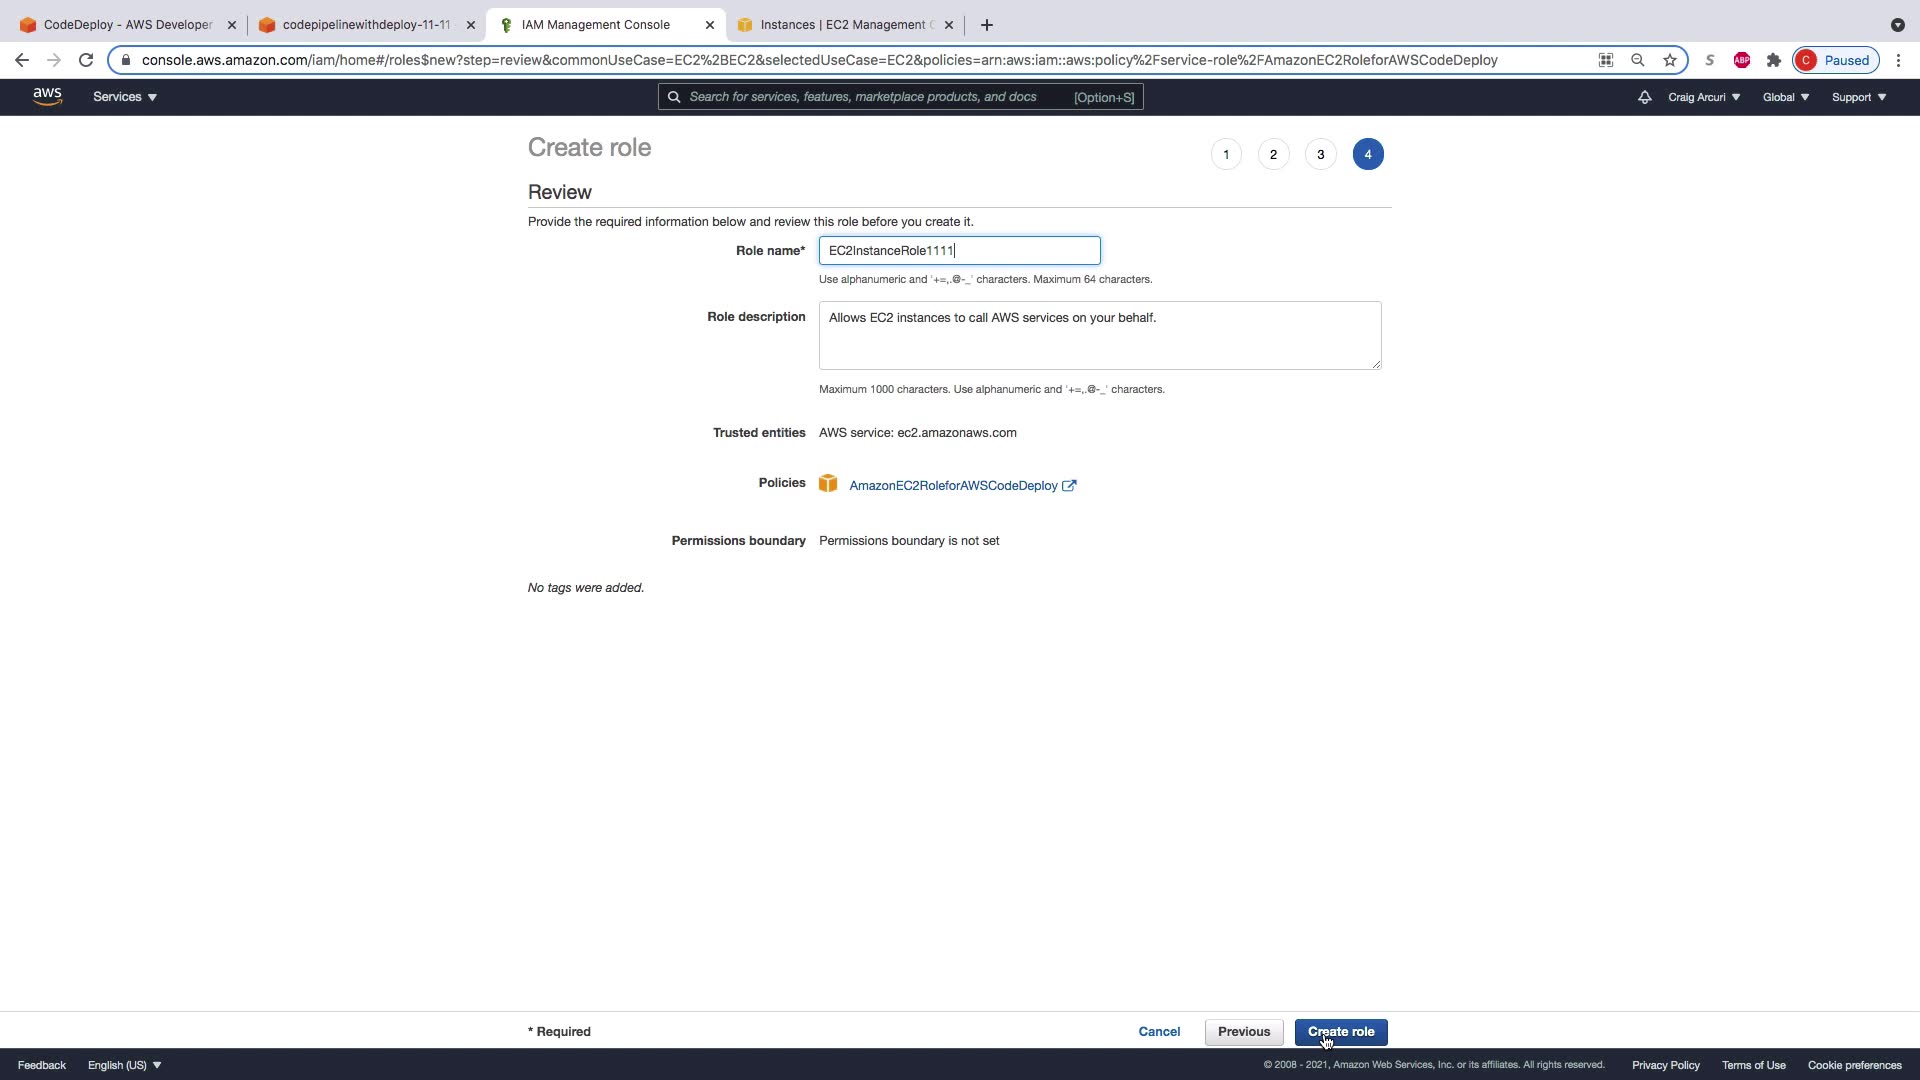 CodeDeploy - AWS Developer
codepipelinewithdeploy-11-11
IAM Management Console
Instances | EC2 Management C
console.aws.amazon.com/iam/home#/roles$new?step=review&commonUseCase=EC2%2BEC2&selectedUseCase=EC2&policies=arn:aws:iam::aws:policy%2Fservice-role%2FAmazonEC2RoleforAWSCodeDeploy
S
ABP
C Paused
aws
Services
Search for services, features, marketplace products, and docs [Option+S]
Craig Arcuri
Global
Support
Create role
1 2 3 4
Review
Provide the required information below and review this role before you create it.
Role name* EC2InstanceRole1111
Use alphanumeric and '+=,.@-_' characters. Maximum 64 characters.
Role description Allows EC2 instances to call AWS services on your behalf.
Maximum 1000 characters. Use alphanumeric and '+=,.@-_' characters.
Trusted entities AWS service: ec2.amazonaws.com
Policies AmazonEC2RoleforAWSCodeDeploy
Permissions boundary Permissions boundary is not set
No tags were added.
* Required
Cancel
Previous
Create role
Feedback
English (US)
© 2008 - 2021, Amazon Web Services, Inc. or its affiliates. All rights reserved.
Privacy Policy
Terms of Use
Cookie preferences